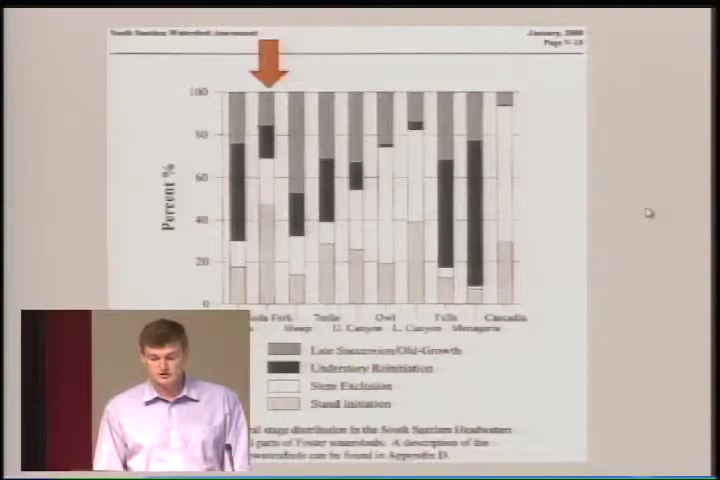 South Santiam Watershed Assessment
January, 2000
Page V-18
100
80
60
40
20
0
Percent %
Soda Fork
7mile
Owl
Falls
Cascadia
Sheep
U. Canyon
L. Canyon
Menagerie
Late Succession/Old-Growth
Understory Reinitiation
Stem Exclusion
Stand Initiation
stage distribution in the South Santiam Headwaters
parts of Foster watersheds. A description of the
watersheds can be found in Appendix D.